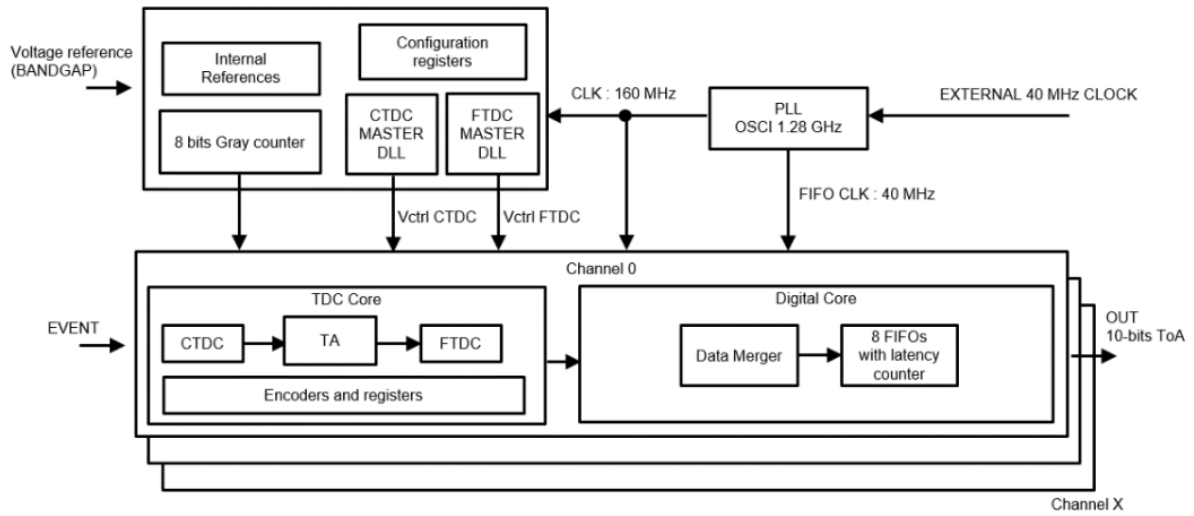 Voltage reference
(BANDGAP)
Internal
References
Configuration
registers
8 bits Gray counter
CTDC
MASTER
DLL
FTDC
MASTER
DLL
CLK : 160 MHz
PLL
OSCI 1.28 GHz
EXTERNAL 40 MHz CLOCK
Vctrl CTDC
Vctrl FTDC
FIFO CLK : 40 MHz
Channel 0
TDC Core
Digital Core
EVENT
CTDC
TA
FTDC
Encoders and registers
Data Merger
8 FIFOs
with latency
counter
OUT
10-bits ToA
Channel X